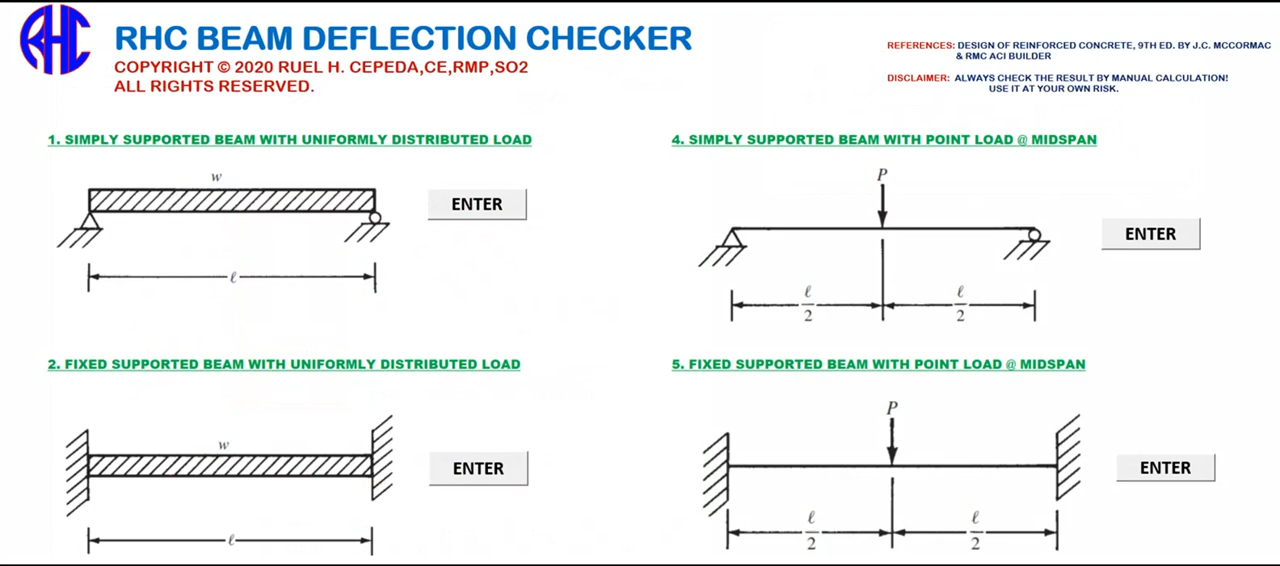 RHC
RHC BEAM DEFLECTION CHECKER
COPYRIGHT © 2020 RUEL H. CEPEDA,CE,RMP,SO2
ALL RIGHTS RESERVED.
REFERENCES: DESIGN OF REINFORCED CONCRETE, 9TH ED. BY J.C. MCCORMAC
& RMC ACI BUILDER
DISCLAIMER: ALWAYS CHECK THE RESULT BY MANUAL CALCULATION!
USE IT AT YOUR OWN RISK.
1. SIMPLY SUPPORTED BEAM WITH UNIFORMLY DISTRIBUTED LOAD
w
ENTER
ℓ
4. SIMPLY SUPPORTED BEAM WITH POINT LOAD @ MIDSPAN
P
ENTER
ℓ/2 ℓ/2
2. FIXED SUPPORTED BEAM WITH UNIFORMLY DISTRIBUTED LOAD
w
ENTER
ℓ
5. FIXED SUPPORTED BEAM WITH POINT LOAD @ MIDSPAN
P
ENTER
ℓ/2 ℓ/2